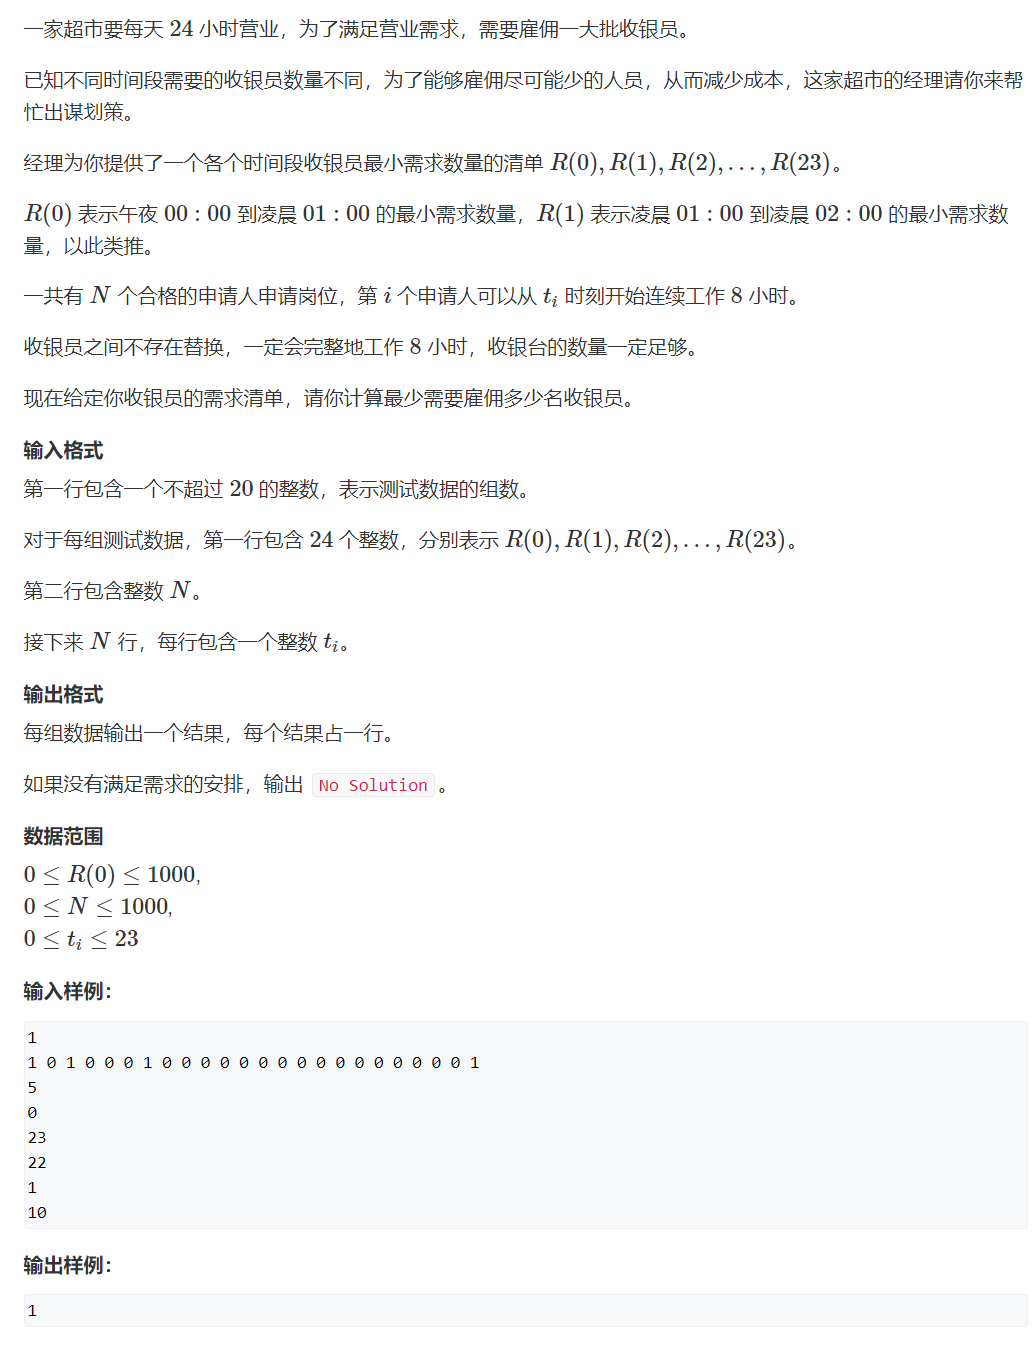 一家超市要每天 24 小时营业，为了满足营业需求，需要雇佣一大批收银员。
已知不同时间段需要的收银员数量不同，为了能够雇佣尽可能少的人员，从而减少成本，这家超市的经理请你来帮
忙出谋划策。
经理为你提供了一个各个时间段收银员最小需求数量的清单 R(0), R(1), R(2), . . . , R(23)。
R(0) 表示午夜 00 : 00 到凌晨 01 : 00 的最小需求数量，R(1) 表示凌晨 01 : 00 到凌晨 02 : 00 的最小需求数
量，以此类推。
一共有 N 个合格的申请人申请岗位，第 i 个申请人可以从 t_i 时刻开始连续工作 8 小时。
收银员之间不存在替换，一定会完整地工作 8 小时，收银台的数量一定足够。
现在给定你收银员的需求清单，请你计算最少需要雇佣多少名收银员。
输入格式
第一行包含一个不超过 20 的整数，表示测试数据的组数。
对于每组测试数据，第一行包含 24 个整数，分别表示 R(0), R(1), R(2), . . . , R(23)。
第二行包含整数 N。
接下来 N 行，每行包含一个整数 t_i。
输出格式
每组数据输出一个结果，每个结果占一行。
如果没有满足需求的安排，输出 No Solution 。
数据范围
0 ≤ R(0) ≤ 1000,
0 ≤ N ≤ 1000,
0 ≤ t_i ≤ 23
输入样例：
1
1 0 1 0 0 0 1 0 0 0 0 0 0 0 0 0 0 0 0 0 0 0 0 1
5
0
23
22
1
10
输出样例：
1